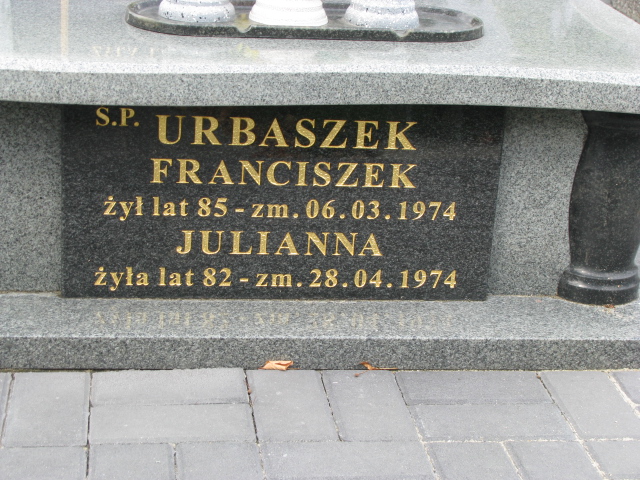 S.P. URBASZEK
FRANCISZEK
żył lat 85 - zm. 06.03.1974
JULIANNA
żyła lat 82 - zm. 28.04.1974